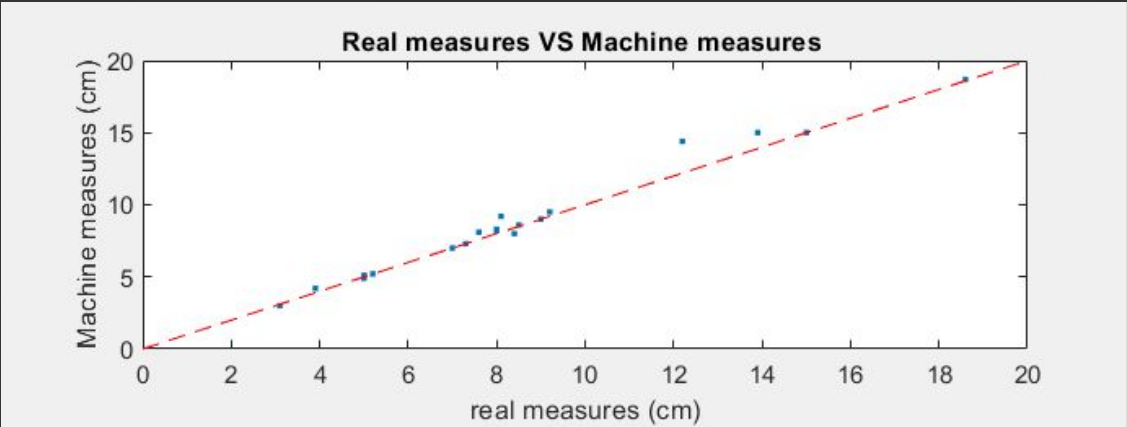 Real measures VS Machine measures
Machine measures (cm)
20
15
10
5
0
0 2 4 6 8 10 12 14 16 18 20
real measures (cm)